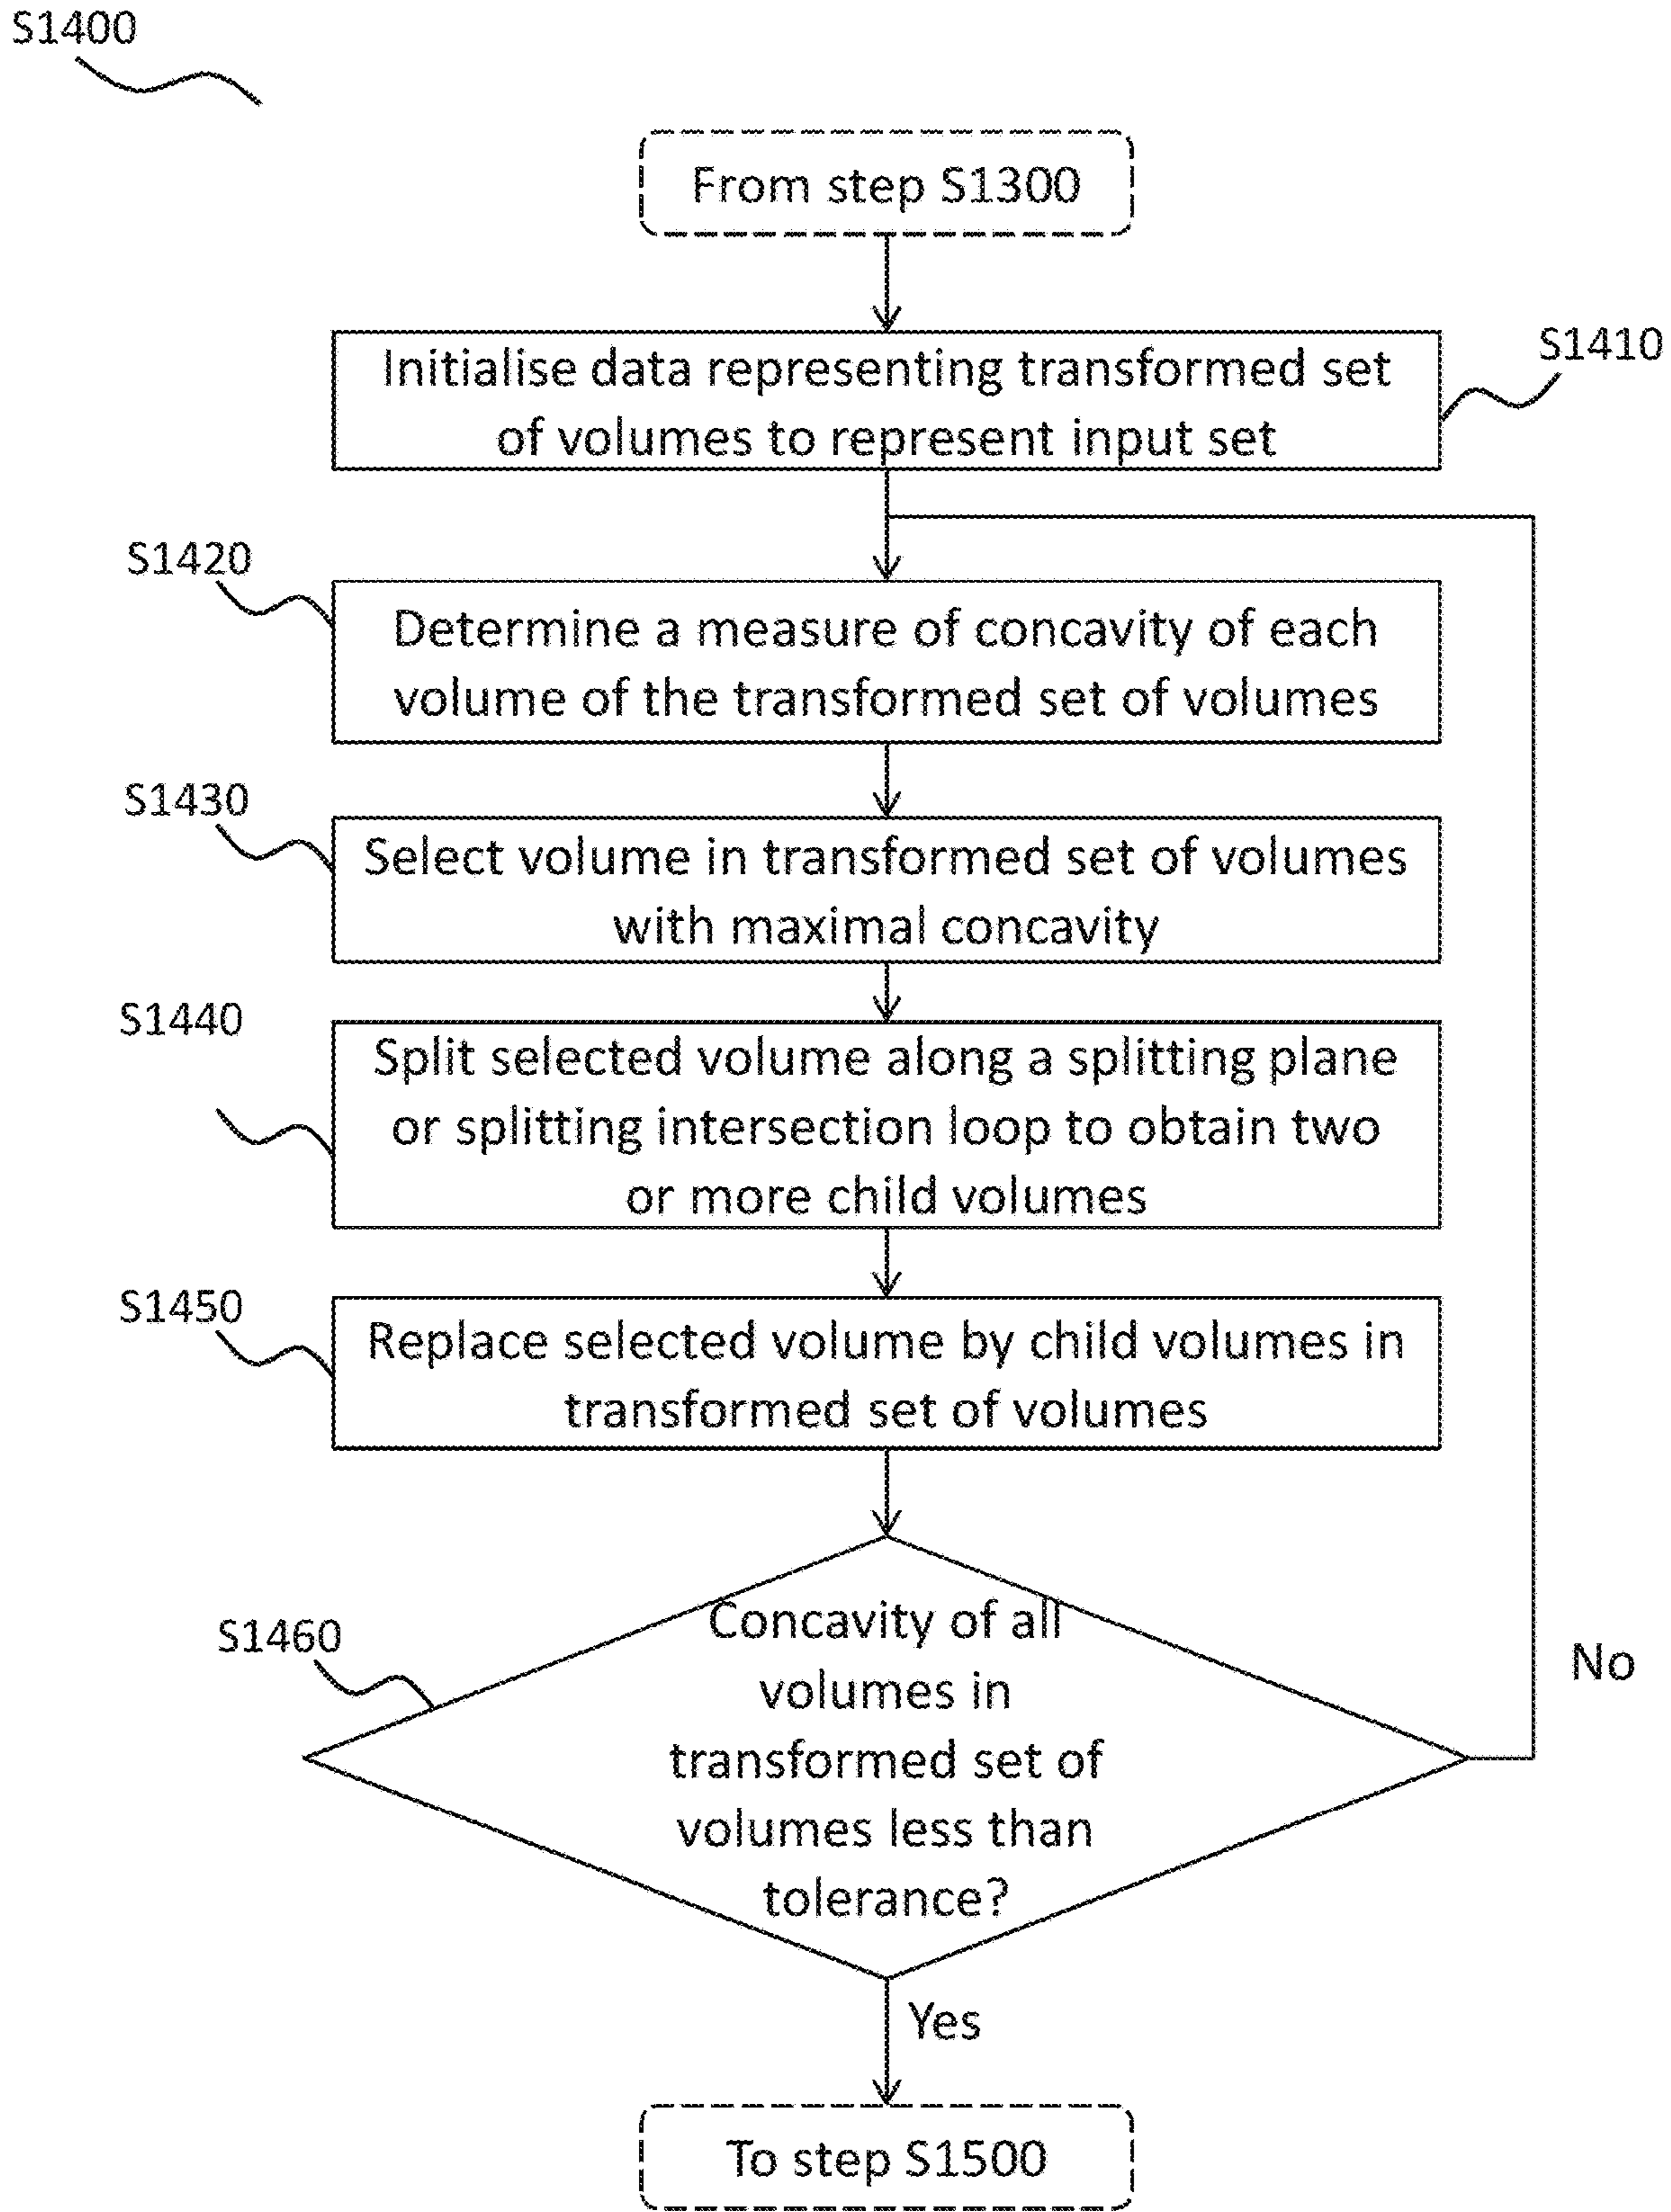 S1400
From step S1300
S1410
Initialise data representing transformed set
of volumes to represent input set
S1420
Determine a measure of concavity of each
volume of the transformed set of volumes
S1430
Select volume in transformed set of volumes
with maximal concavity
S1440
Split selected volume along a splitting plane
or splitting intersection loop to obtain two
or more child volumes
S1450
Replace selected volume by child volumes in
transformed set of volumes
S1460
Concavity of all
volumes in
transformed set of
volumes less than
tolerance?
No
Yes
To step S1500